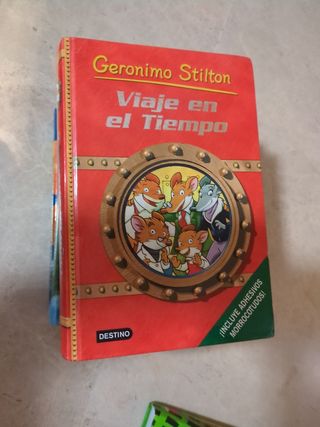 Geronimo Stilton
Viaje en
el Tiempo
¡INCLUYE ADHESIVOS
MORROCOTUDOS!
DESTINO